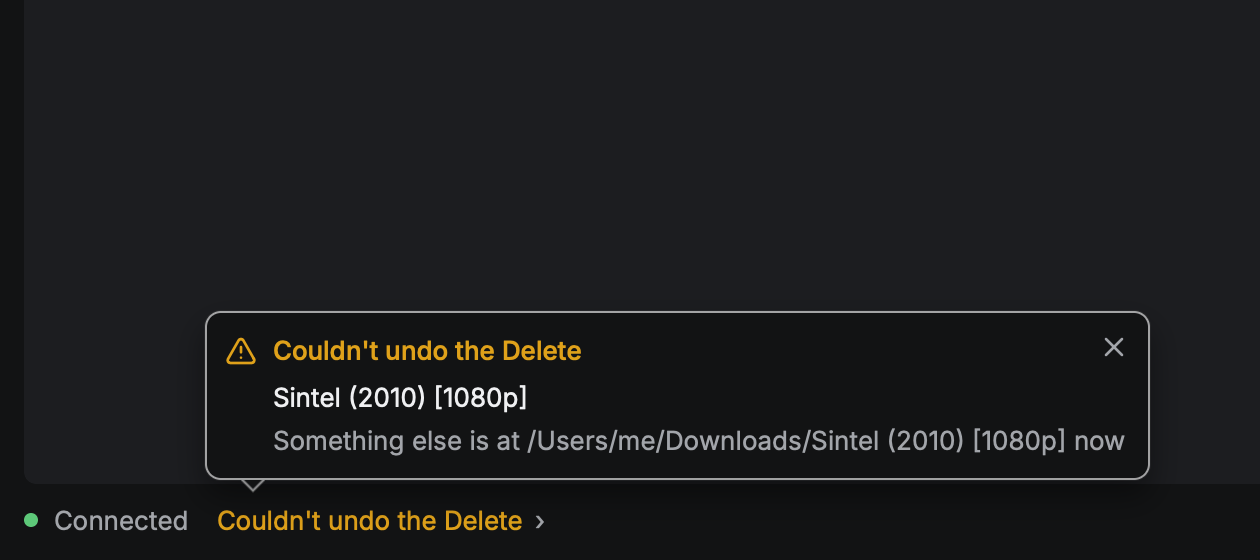 Couldn't undo the Delete
Sintel (2010) [1080p]
Something else is at /Users/me/Downloads/Sintel (2010) [1080p] now
Connected Couldn't undo the Delete ›